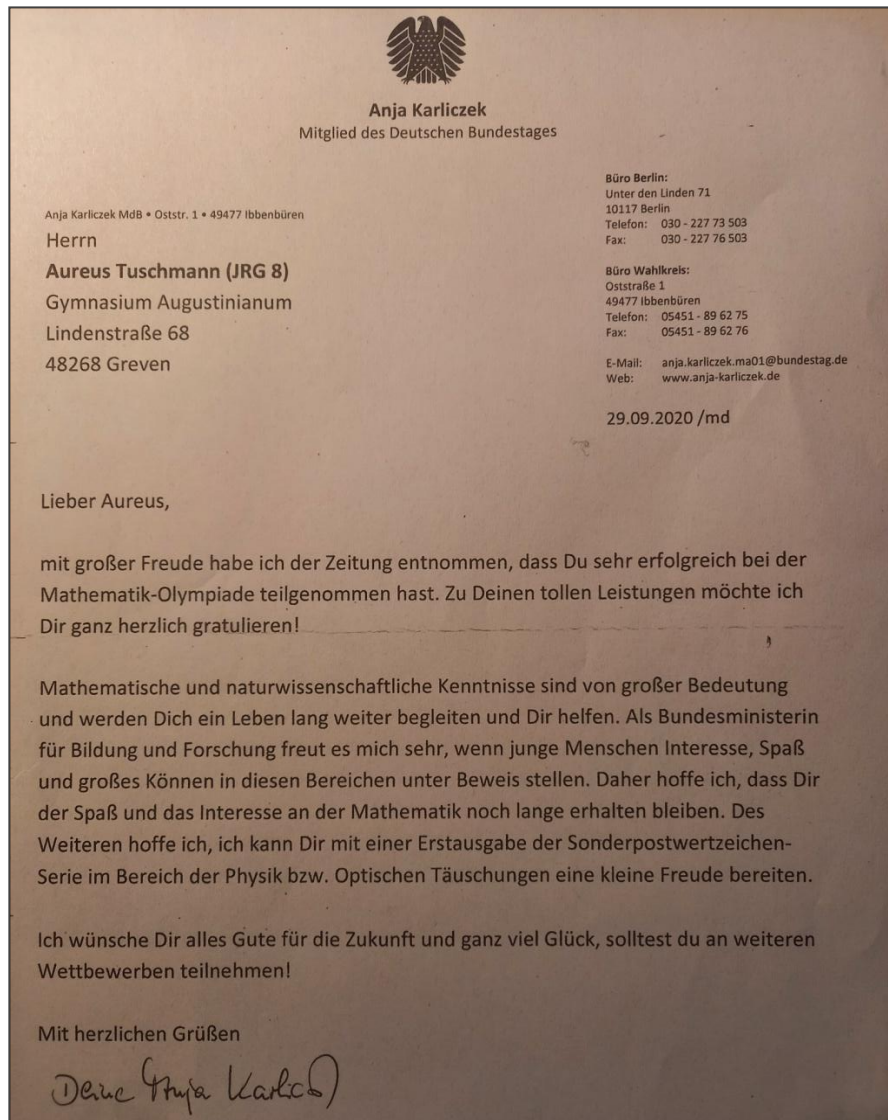 Anja Karliczek
Mitglied des Deutschen Bundestages
Anja Karliczek MdB • Oststr. 1 • 49477 Ibbenbüren
Herrn
Aureus Tuschmann (JRG 8)
Gymnasium Augustinianum
Lindenstraße 68
48268 Greven
Büro Berlin:
Unter den Linden 71
10117 Berlin
Telefon: 030 - 227 73 503
Fax: 030 - 227 76 503
Büro Wahlkreis:
Oststraße 1
49477 Ibbenbüren
Telefon: 05451 - 89 62 75
Fax: 05451 - 89 62 76
E-Mail: anja.karliczek.ma01@bundestag.de
Web: www.anja-karliczek.de
29.09.2020 /md
Lieber Aureus,
mit großer Freude habe ich der Zeitung entnommen, dass Du sehr erfolgreich bei der
Mathematik-Olympiade teilgenommen hast. Zu Deinen tollen Leistungen möchte ich
Dir ganz herzlich gratulieren!
Mathematische und naturwissenschaftliche Kenntnisse sind von großer Bedeutung
und werden Dich ein Leben lang weiter begleiten und Dir helfen. Als Bundesministerin
für Bildung und Forschung freut es mich sehr, wenn junge Menschen Interesse, Spaß
und großes Können in diesen Bereichen unter Beweis stellen. Daher hoffe ich, dass Dir
der Spaß und das Interesse an der Mathematik noch lange erhalten bleiben. Des
Weiteren hoffe ich, ich kann Dir mit einer Erstausgabe der Sonderpostwertzeichen-
Serie im Bereich der Physik bzw. Optischen Täuschungen eine kleine Freude bereiten.
Ich wünsche Dir alles Gute für die Zukunft und ganz viel Glück, solltest du an weiteren
Wettbewerben teilnehmen!
Mit herzlichen Grüßen
Deine Anja Karlicz